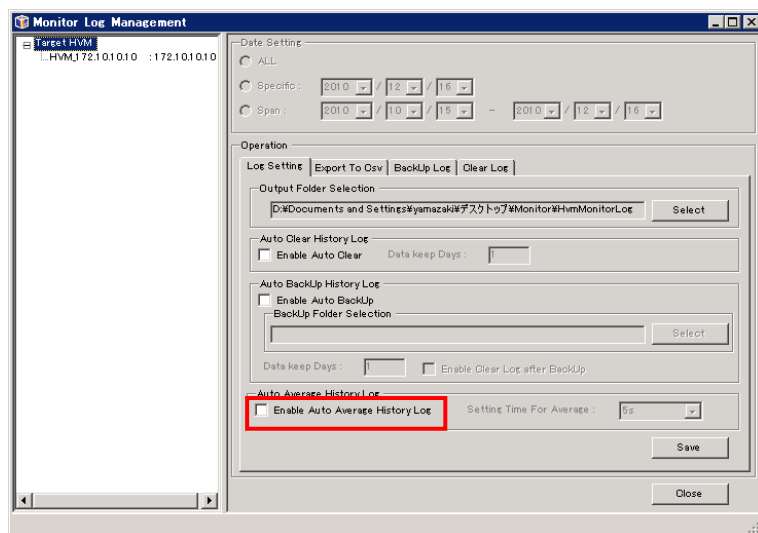 Monitor Log Management
Target HVM
HVM_172.10.10.10 :172.10.10.10
Date Setting
ALL
Specific : 2010 / 12 / 16
Span : 2010 / 10 / 15 - 2010 / 12 / 16
Operation
Log Setting Export To Csv BackUp Log Clear Log
Output Folder Selection
D:¥Documents and Settings¥yamazaki¥デスクトップ¥Monitor¥HvmMonitorLog Select
Auto Clear History Log
Enable Auto Clear Data keep Days : 1
Auto BackUp History Log
Enable Auto BackUp
BackUp Folder Selection
Select
Data keep Days : 1 Enable Clear Log after BackUp
Auto Average History Log
Enable Auto Average History Log Setting Time For Average : 5s
Save
Close